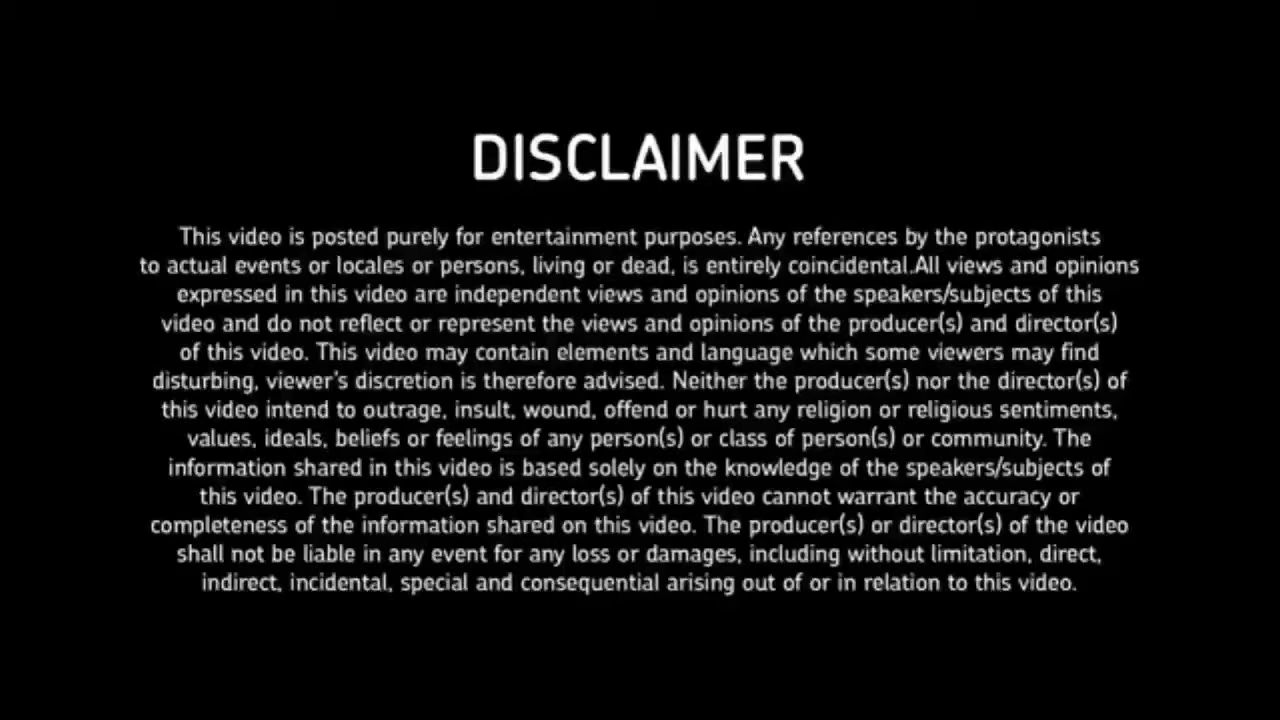 DISCLAIMER
This video is posted purely for entertainment purposes. Any references by the protagonists
to actual events or locales or persons, living or dead, is entirely coincidental.All views and opinions
expressed in this video are independent views and opinions of the speakers/subjects of this
video and do not reflect or represent the views and opinions of the producer(s) and director(s)
of this video. This video may contain elements and language which some viewers may find
disturbing, viewer's discretion is therefore advised. Neither the producer(s) nor the director(s) of
this video intend to outrage, insult, wound, offend or hurt any religion or religious sentiments,
values, ideals, beliefs or feelings of any person(s) or class of person(s) or community. The
information shared in this video is based solely on the knowledge of the speakers/subjects of
this video. The producer(s) and director(s) of this video cannot warrant the accuracy or
completeness of the information shared on this video. The producer(s) or director(s) of the video
shall not be liable in any event for any loss or damages, including without limitation, direct,
indirect, incidental, special and consequential arising out of or in relation to this video.